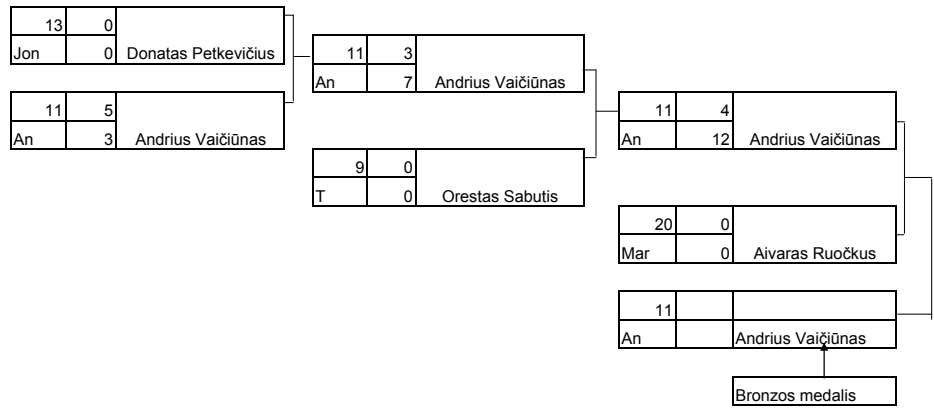 13 0
Jon 0 Donatas Petkevičius
11 5
An 3 Andrius Vaičiūnas
11 3
An 7 Andrius Vaičiūnas
9 0
T 0 Orestas Sabutis
11 4
An 12 Andrius Vaičiūnas
20 0
Mar 0 Aivaras Ruočkus
11
An Andrius Vaičiūnas
Bronzos medalis